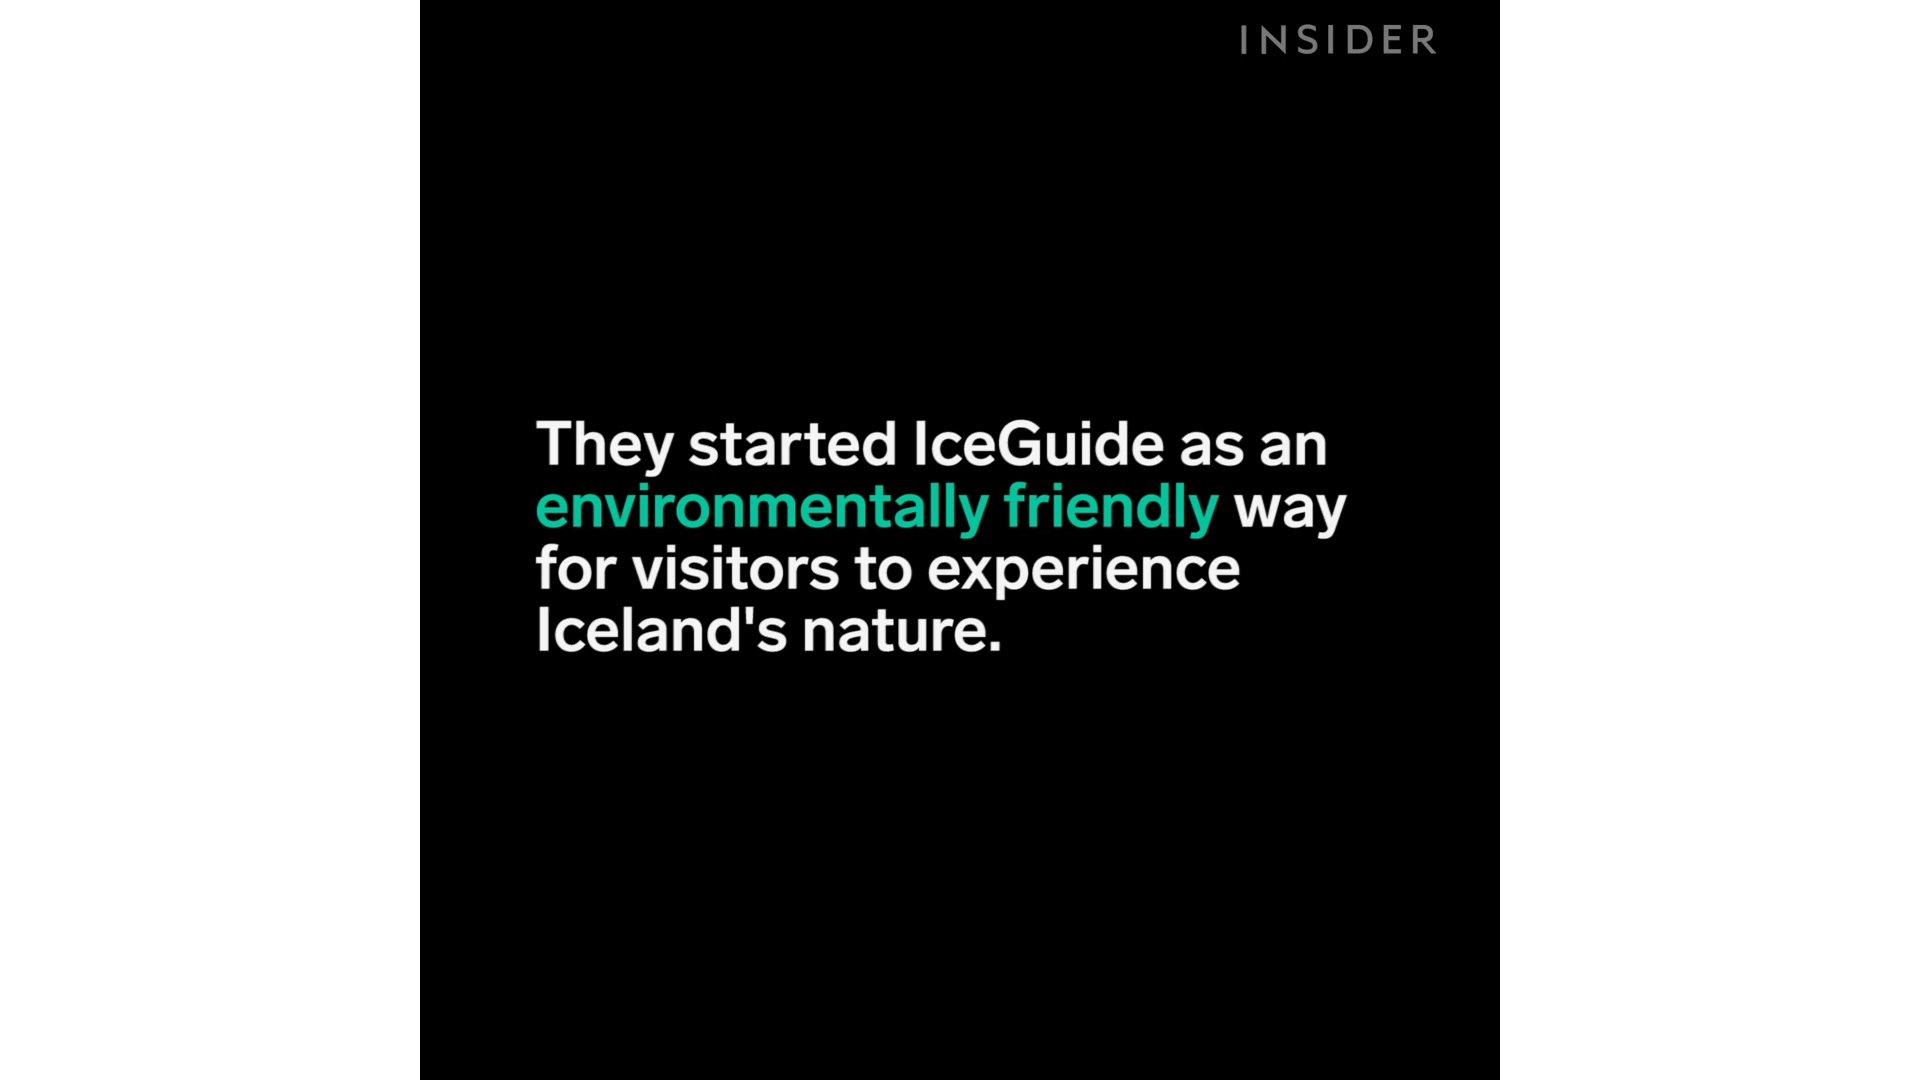 INSIDER
They started IceGuide as an
environmentally friendly way
for visitors to experience
Iceland's nature.